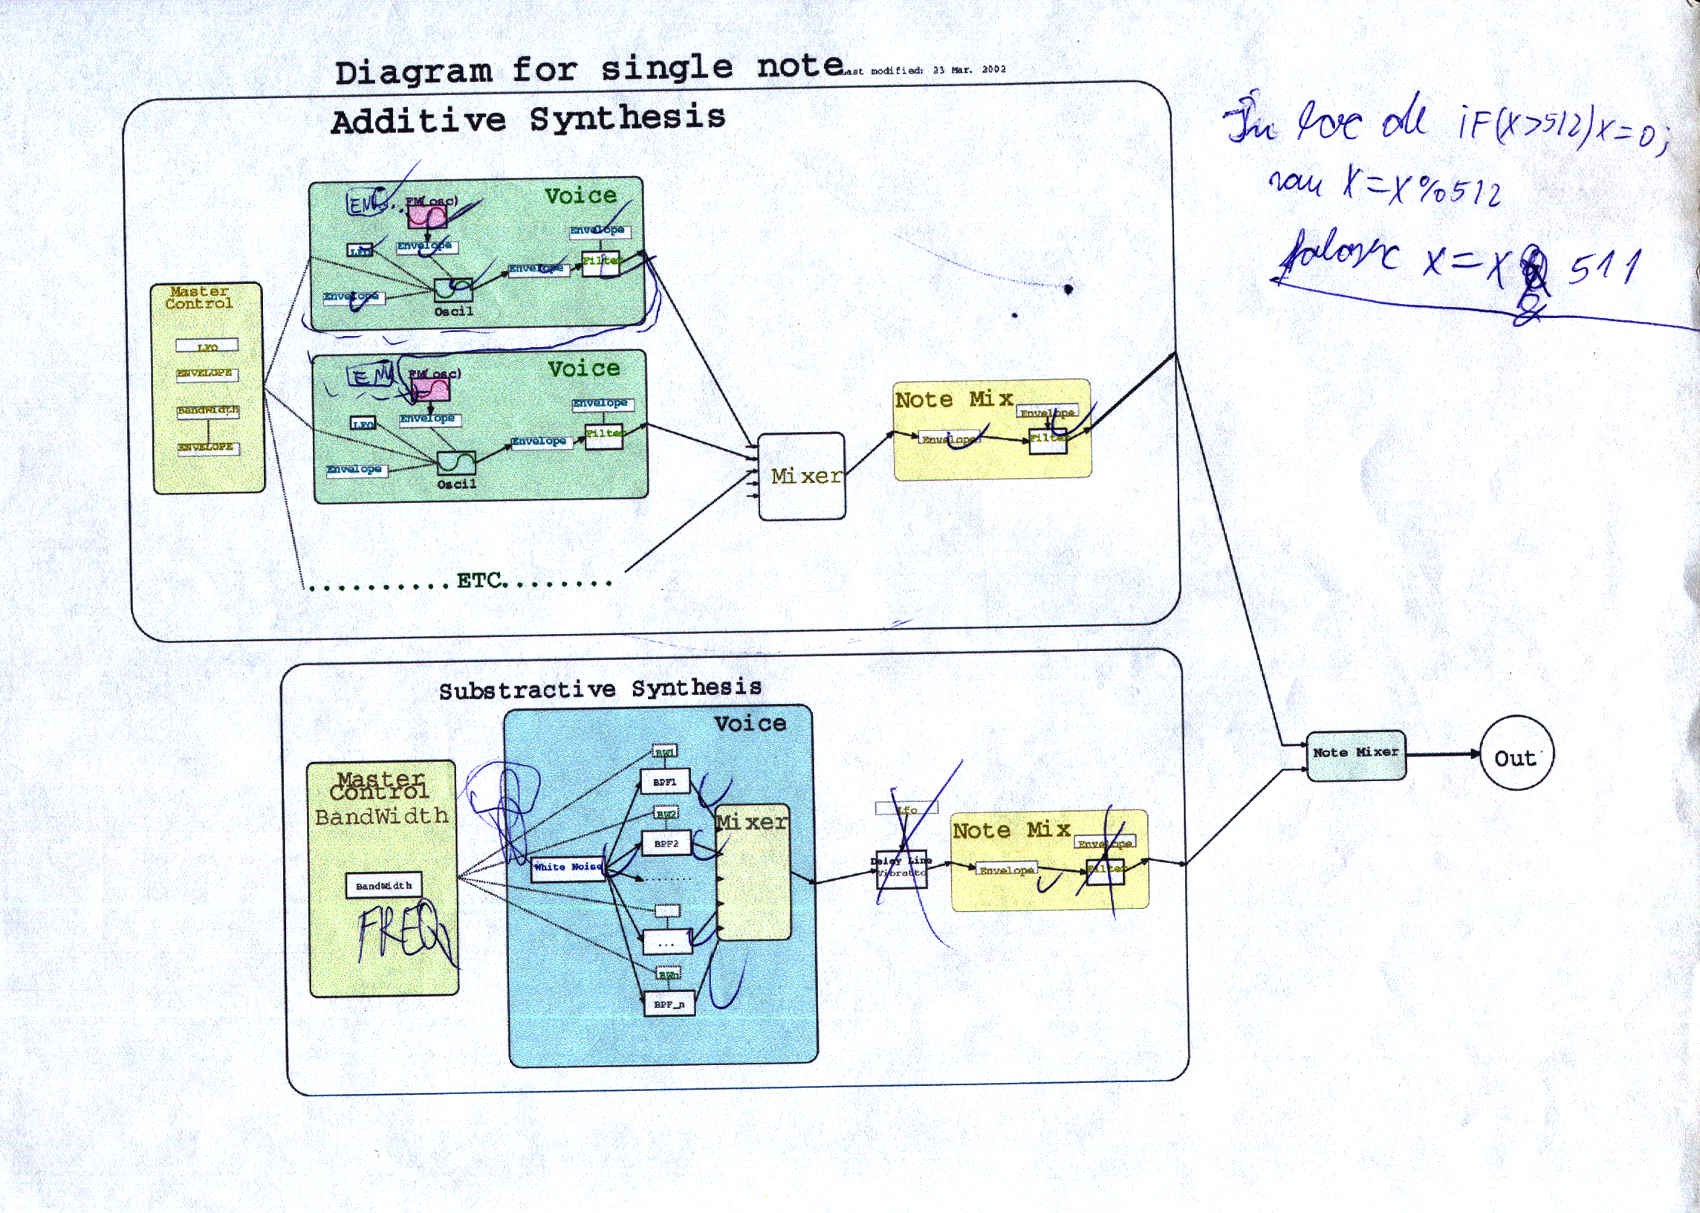 Diagram for single note
Last modified: 23 Mar. 2002
Additive Synthesis
În loc de iF(X>512)X=0;
sau X=X%512
folosesc X=X & 511
&
Voice
ENV..
FM(osc)
LFO
Envelope
Envelope
Envelope
Envelope
Filter
Oscil
Master
Control
LFO
ENVELOPE
BandWidth
ENVELOPE
Voice
ENV
FM(osc)
LFO
Envelope
Envelope
Envelope
Envelope
Filter
Oscil
Mixer
Note Mix
Envelope
Envelope
Filter
..........ETC........
Substractive Synthesis
Voice
Master
Control
BandWidth
BandWidth
FREQ
White Noise
BW1
BPF1
BW2
BPF2
........
...
BWn
BPF_n
Mixer
Lfo
Delay Line
Vibratto
Note Mix
Envelope
Envelope
Filter
Note Mixer
Out